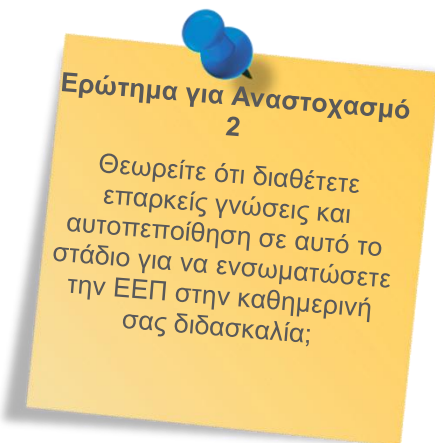 Ερώτημα για Αναστοχασμό
2
Θεωρείτε ότι διαθέτετε
επαρκείς γνώσεις και
αυτοπεποίθηση σε αυτό το
στάδιο για να ενσωματώσετε
την ΕΕΠ στην καθημερινή
σας διδασκαλία;